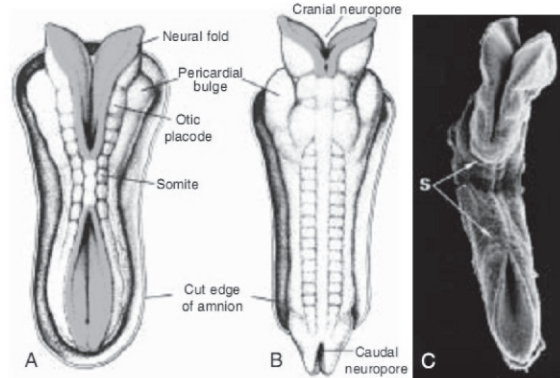 Cranial neuropore
Neural fold
Pericardial
bulge
Otic
placode
Somite
S
Cut edge
of amnion
Caudal
neuropore
A
B
C